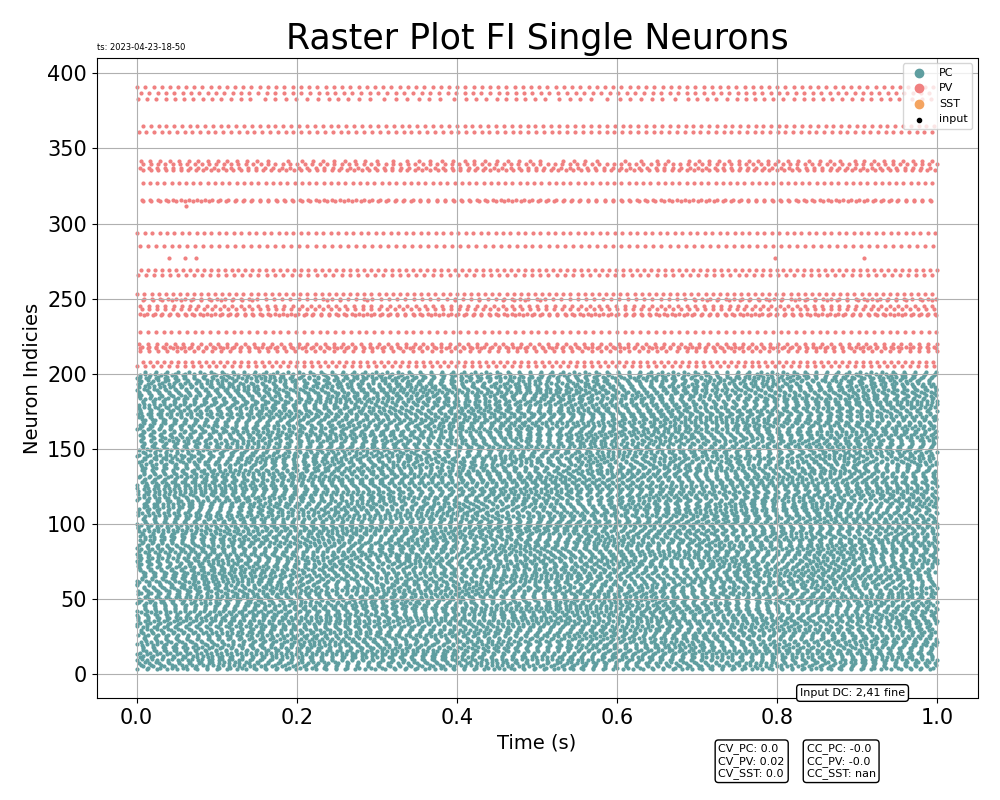 Raster Plot FI Single Neurons
ts: 2023-04-23-18-50
PC
PV
SST
input
400
350
300
250
200
150
100
50
0
Neuron Indicies
0.0 0.2 0.4 0.6 0.8 1.0
Time (s)
Input DC: 2,41 fine
CV_PC: 0.0
CV_PV: 0.02
CV_SST: 0.0
CC_PC: -0.0
CC_PV: -0.0
CC_SST: nan